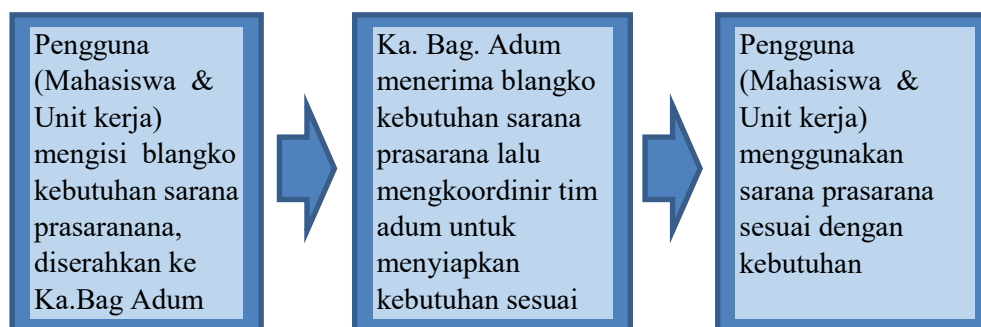 Pengguna
(Mahasiswa &
Unit kerja)
mengisi blangko
kebutuhan sarana
prasaranana,
diserahkan ke
Ka.Bag Adum
Ka. Bag. Adum
menerima blangko
kebutuhan sarana
prasarana lalu
mengkoordinir tim
adum untuk
menyiapkan
kebutuhan sesuai
Pengguna
(Mahasiswa &
Unit kerja)
menggunakan
sarana prasarana
sesuai dengan
kebutuhan